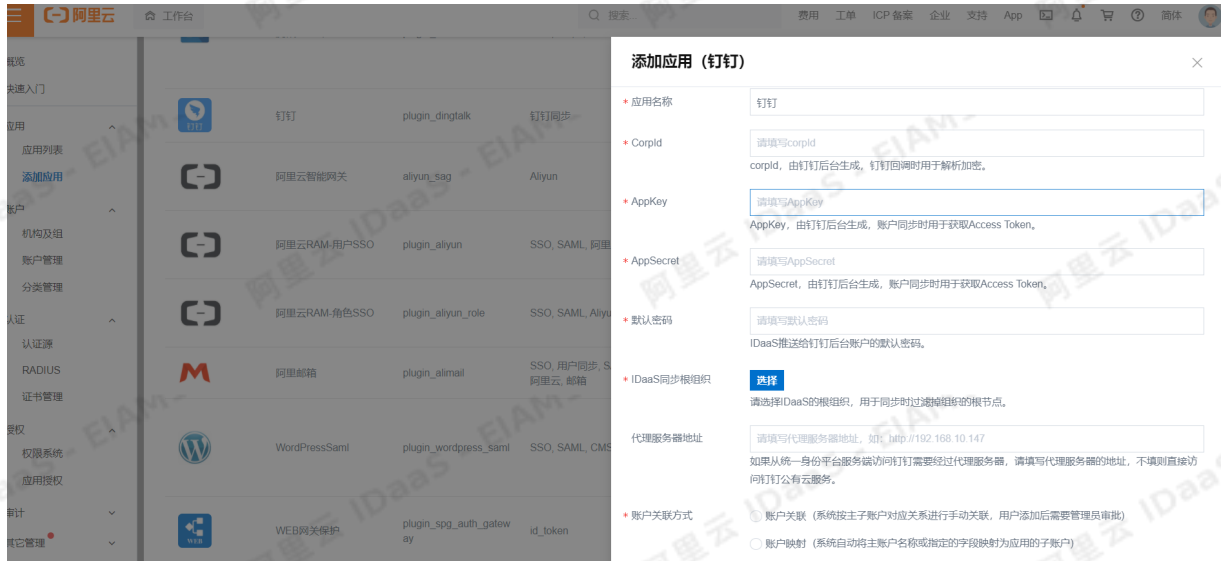 阿里云
工作台
搜索...
费用
工单
ICP 备案
企业
支持
App
简体
概览
快速入门
应用
应用列表
添加应用
账户
机构及组
账户管理
分类管理
认证
认证源
RADIUS
证书管理
授权
权限系统
应用授权
审计
其它管理
钉钉
钉钉
plugin_dingtalk
钉钉同步
阿里云智能网关
aliyun_sag
Aliyun
阿里云RAM-用户SSO
plugin_aliyun
SSO, SAML, 阿里
阿里云RAM-角色SSO
plugin_aliyun_role
SSO, SAML, Aliyu
阿里邮箱
plugin_alimail
SSO, 用户同步, S
阿里云, 邮箱
WordPressSaml
plugin_wordpress_saml
SSO, SAML, CMS
WEB
WEB网关保护
plugin_spg_auth_gatew
ay
id_token
添加应用（钉钉）
* 应用名称
钉钉
* CorpId
请填写corpId
corpId，由钉钉后台生成，钉钉回调时用于解析加密。
* AppKey
请填写AppKey
AppKey，由钉钉后台生成，账户同步时用于获取Access Token。
* AppSecret
请填写AppSecret
AppSecret，由钉钉后台生成，账户同步时用于获取Access Token。
* 默认密码
请填写默认密码
IDaaS推送给钉钉后台账户的默认密码。
* IDaaS同步根组织
选择
请选择IDaaS的根组织，用于同步时过滤掉组织的根节点。
代理服务器地址
请填写代理服务器地址，如：http://192.168.10.147
如果从统一身份平台服务端访问钉钉需要经过代理服务器，请填写代理服务器的地址，不填则直接访
问钉钉公有云服务。
* 账户关联方式
账户关联 (系统按主子账户对应关系进行手动关联，用户添加后需要管理员审批)
账户映射 (系统自动将主账户名称或指定的字段映射为应用的子账户)
阿里云 IDaaS - EIAM